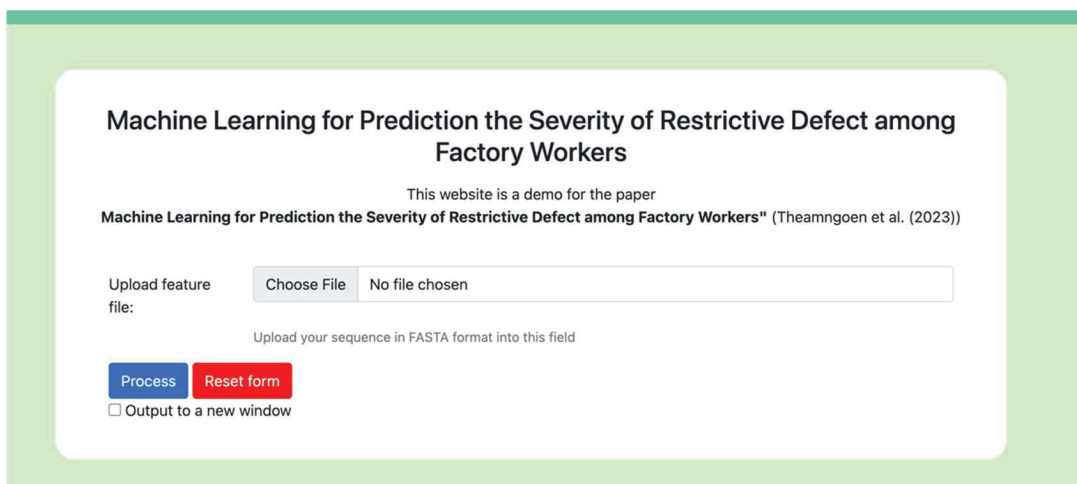 Machine Learning for Prediction the Severity of Restrictive Defect among
Factory Workers
This website is a demo for the paper
Machine Learning for Prediction the Severity of Restrictive Defect among Factory Workers" (Theamngoen et al. (2023))
Upload feature
file:
Choose File No file chosen
Upload your sequence in FASTA format into this field
Process Reset form
Output to a new window